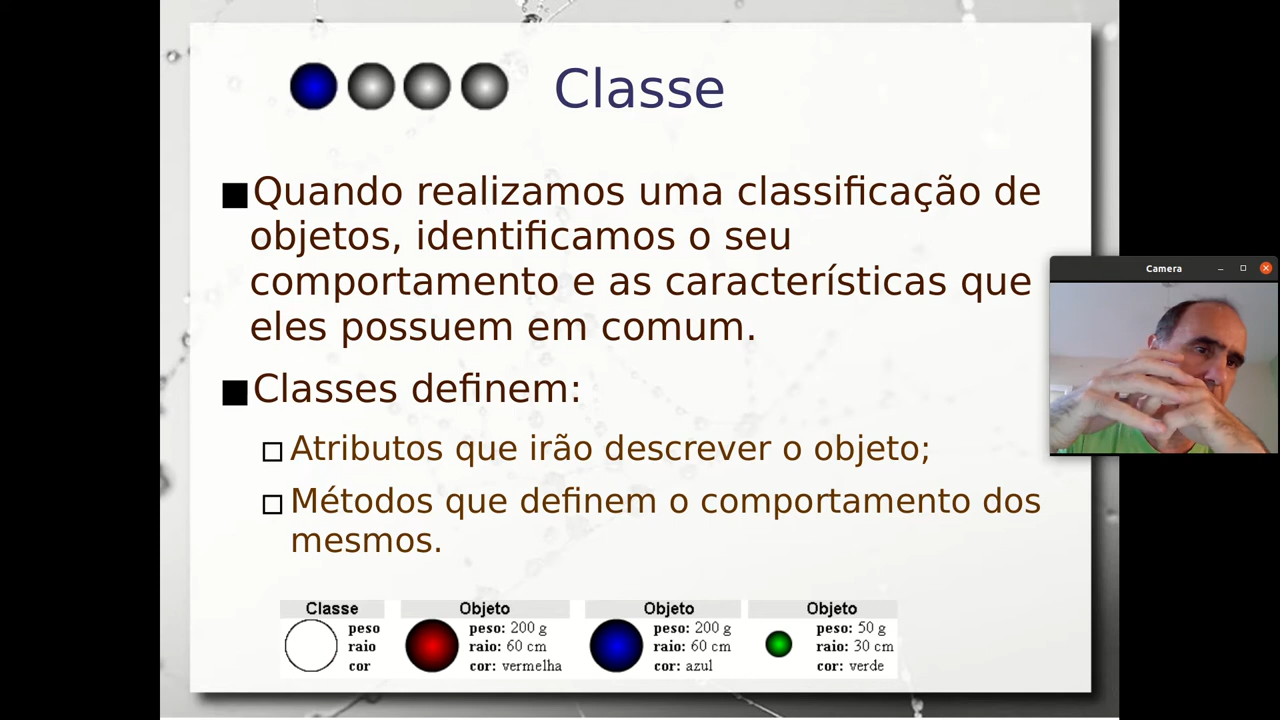 Classe
■Quando realizamos uma classificação de
objetos, identificamos o seu
comportamento e as características que
eles possuem em comum.
■Classes definem:
□ Atributos que irão descrever o objeto;
□ Métodos que definem o comportamento dos
mesmos.
Camera
Classe
peso
raio
cor
Objeto
peso: 200 g
raio: 60 cm
cor: vermelha
Objeto
peso: 200 g
raio: 60 cm
cor: azul
Objeto
peso: 50 g
raio: 30 cm
cor: verde